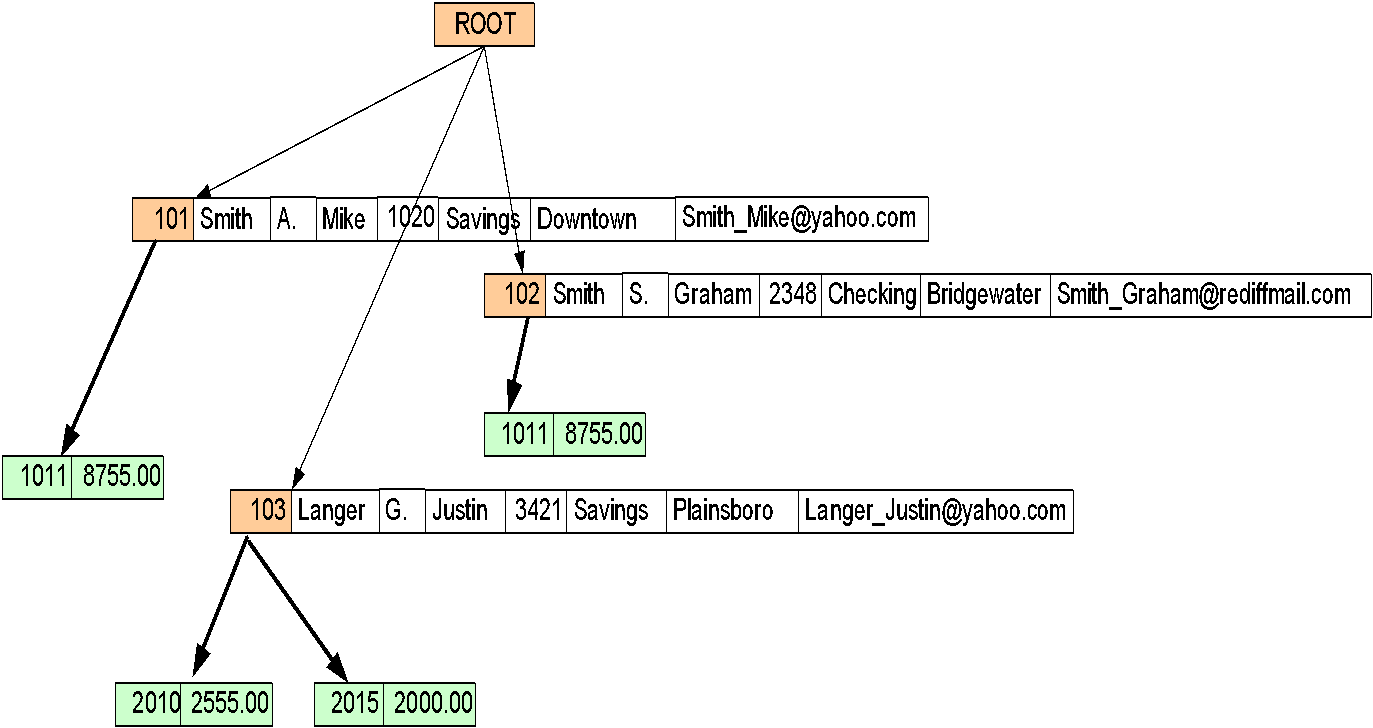 ROOT
101 Smith A. Mike 1020 Savings Downtown Smith_Mike@yahoo.com
102 Smith S. Graham 2348 Checking Bridgewater Smith_Graham@rediffmail.com
1011 8755.00
1011 8755.00
103 Langer G. Justin 3421 Savings Plainsboro Langer_Justin@yahoo.com
2010 2555.00
2015 2000.00